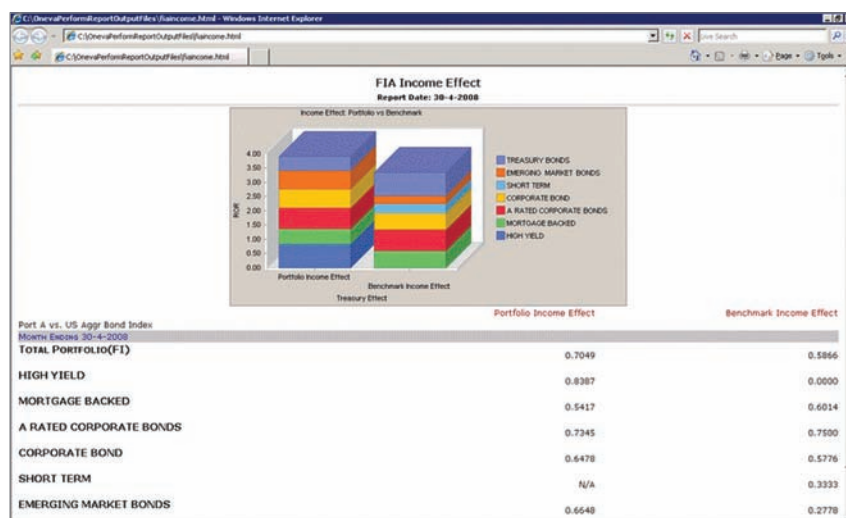 C:\OnevaPerformReportOutputFiles\fiaincome.html - Windows Internet Explorer
C:\OnevaPerformReportOutputFiles\fiaincome.html
Live Search
C:\OnevaPerformReportOutputFiles\fiaincome.html
Page
Tools
FIA Income Effect
Report Date: 30-4-2008
Income Effect: Portfolio vs Benchmark
4.00
3.50
3.00
2.50
2.00
1.50
1.00
0.50
0.00
ROR
Portfolio Income Effect
Benchmark Income Effect
Treasury Effect
TREASURY BONDS
EMERGING MARKET BONDS
SHORT TERM
CORPORATE BOND
A RATED CORPORATE BONDS
MORTGAGE BACKED
HIGH YIELD
Portfolio Income Effect Benchmark Income Effect
Port A vs. US Aggr Bond Index
MONTH ENDING 30-4-2008
TOTAL PORTFOLIO(FI) 0.7049 0.5866
HIGH YIELD 0.8387 0.0000
MORTGAGE BACKED 0.5417 0.6014
A RATED CORPORATE BONDS 0.7345 0.7500
CORPORATE BOND 0.6478 0.5776
SHORT TERM N/A 0.3333
EMERGING MARKET BONDS 0.6648 0.2778